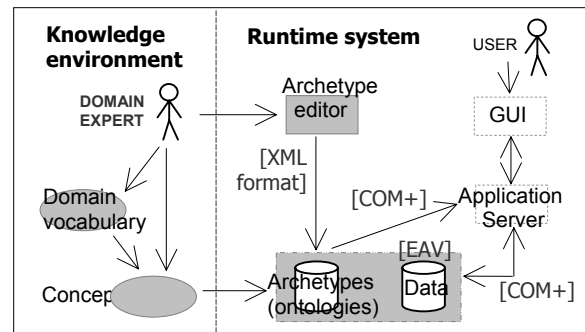 Knowledge
environment
Runtime system
USER
DOMAIN
EXPERT
Archetype
editor
GUI
[XML
format]
[COM+]
Domain
vocabulary
Application
Server
[EAV]
Concep
Archetypes
(ontologies)
Data
[COM+]